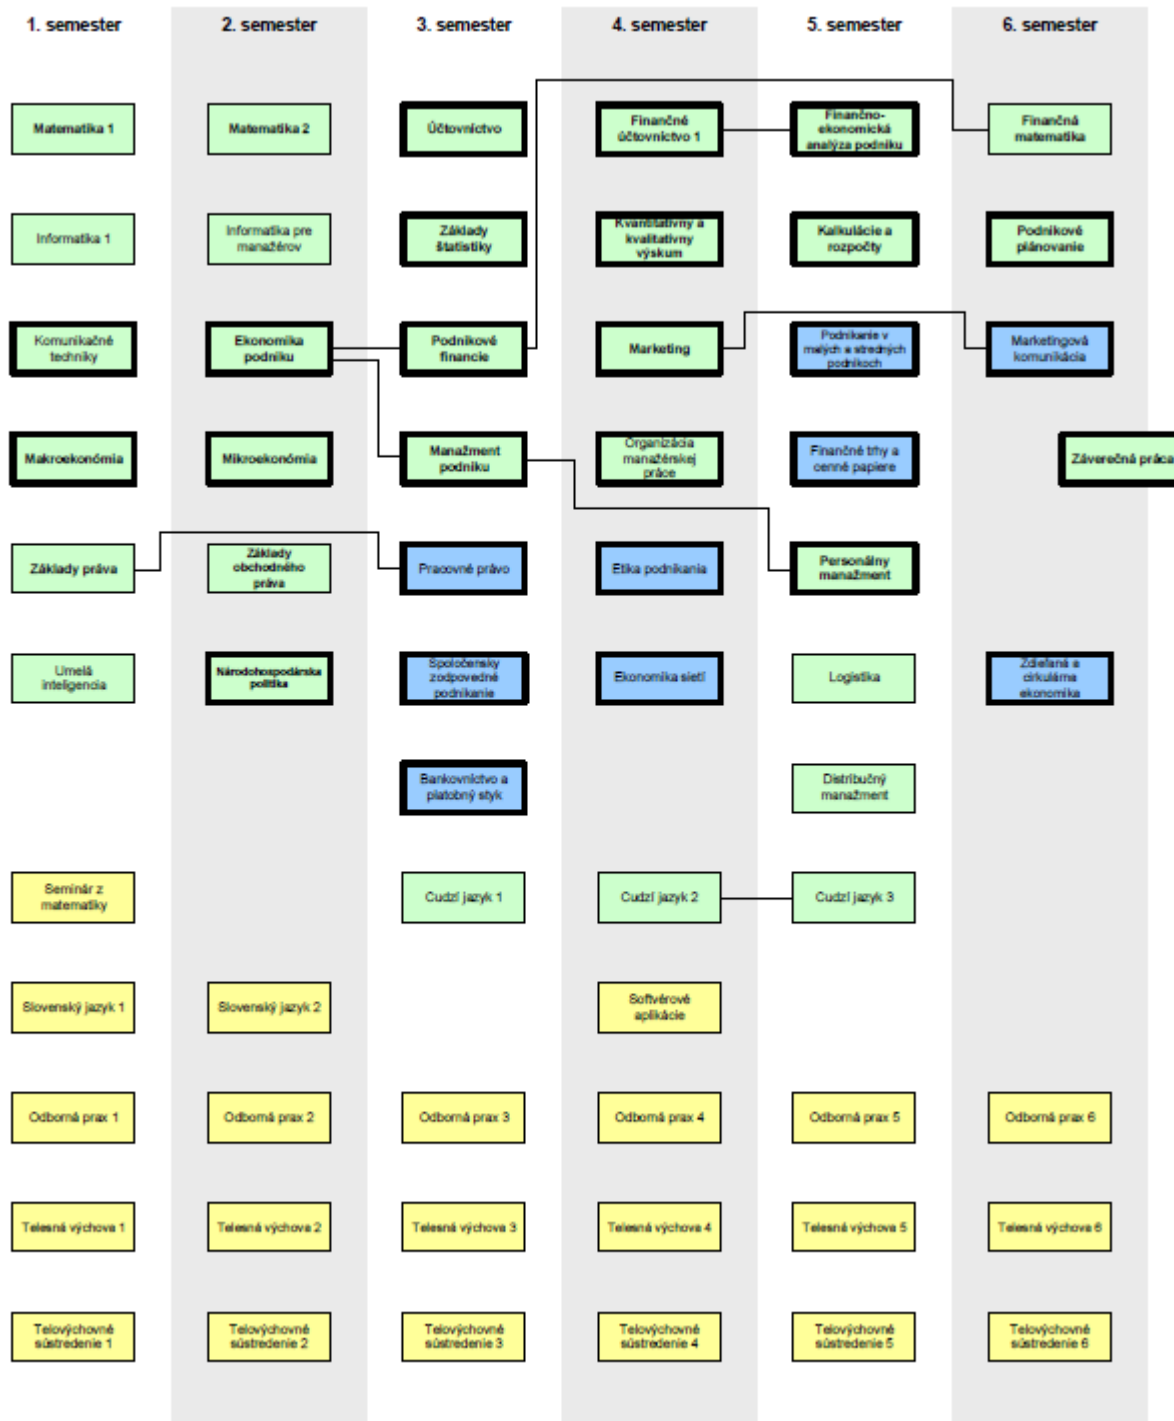 1. semester
2. semester
3. semester
4. semester
5. semester
6. semester
Matematika 1
Matematika 2
Účtovníctvo
Finančné
účtovníctvo 1
Finančno-
ekonomická
analýza podniku
Finančná
matematika
Informatika 1
Informatika pre
manažérov
Základy
štatistiky
Kvantitatívny a
kvalitatívny
výskum
Kalkulácie a
rozpočty
Podnikové
plánovanie
Komunikačné
techniky
Ekonomika
podniku
Podnikové
financie
Marketing
Podnikanie v
malých a stredných
podnikoch
Marketingová
komunikácia
Makroekonómia
Mikroekonómia
Manažment
podniku
Organizácia
manažérskej
práce
Finančné trhy a
cenné papiere
Záverečná práca
Základy práva
Základy
obchodného
práva
Pracovné právo
Etika podnikania
Personálny
manažment
Umelá
inteligencia
Národohospodárska
politika
Spoločensky
zodpovedné
podnikanie
Ekonomika sietí
Logistika
Zdieľaná a
cirkulárna
ekonomika
Bankovníctvo a
platobný styk
Distribučný
manažment
Seminár z
matematiky
Cudzí jazyk 1
Cudzí jazyk 2
Cudzí jazyk 3
Slovenský jazyk 1
Slovenský jazyk 2
Softvérové
aplikácie
Odborná prax 1
Odborná prax 2
Odborná prax 3
Odborná prax 4
Odborná prax 5
Odborná prax 6
Telesná výchova 1
Telesná výchova 2
Telesná výchova 3
Telesná výchova 4
Telesná výchova 5
Telesná výchova 6
Telovýchovné
sústredenie 1
Telovýchovné
sústredenie 2
Telovýchovné
sústredenie 3
Telovýchovné
sústredenie 4
Telovýchovné
sústredenie 5
Telovýchovné
sústredenie 6